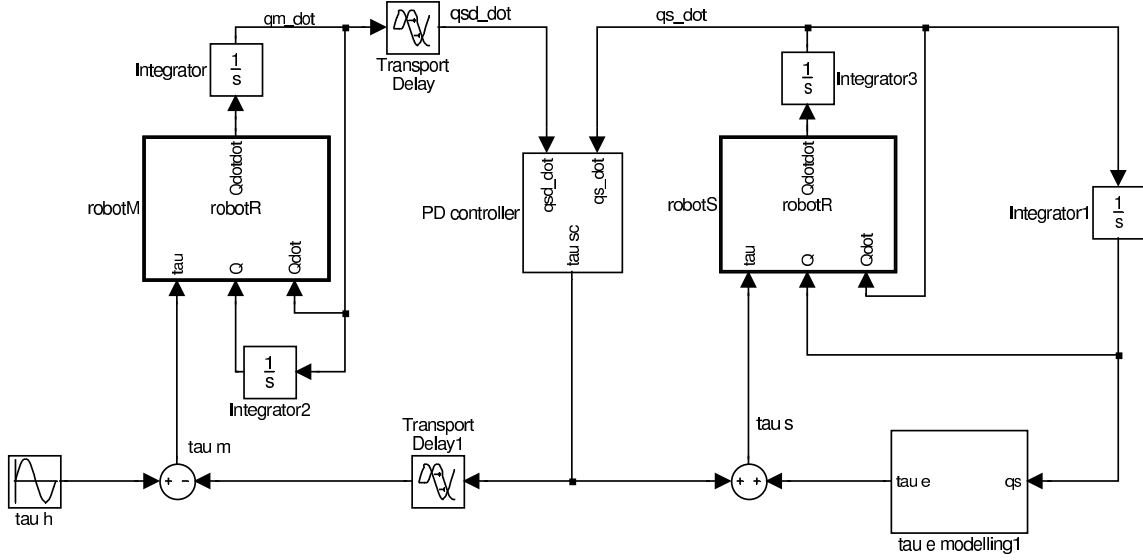 qm_dot
qsd_dot
qs_dot
Integrator
1
s
Transport
Delay
1
s
Integrator3
robotM
Qdotdot
robotR
tau
Q
Qdot
PD controller
qsd_dot
qs_dot
tau sc
robotS
Qdotdot
robotR
tau
Q
Qdot
Integrator1
1
s
1
s
Integrator2
tau m
Transport
Delay1
tau s
tau h
+ -
+ +
tau e
qs
tau e modelling1